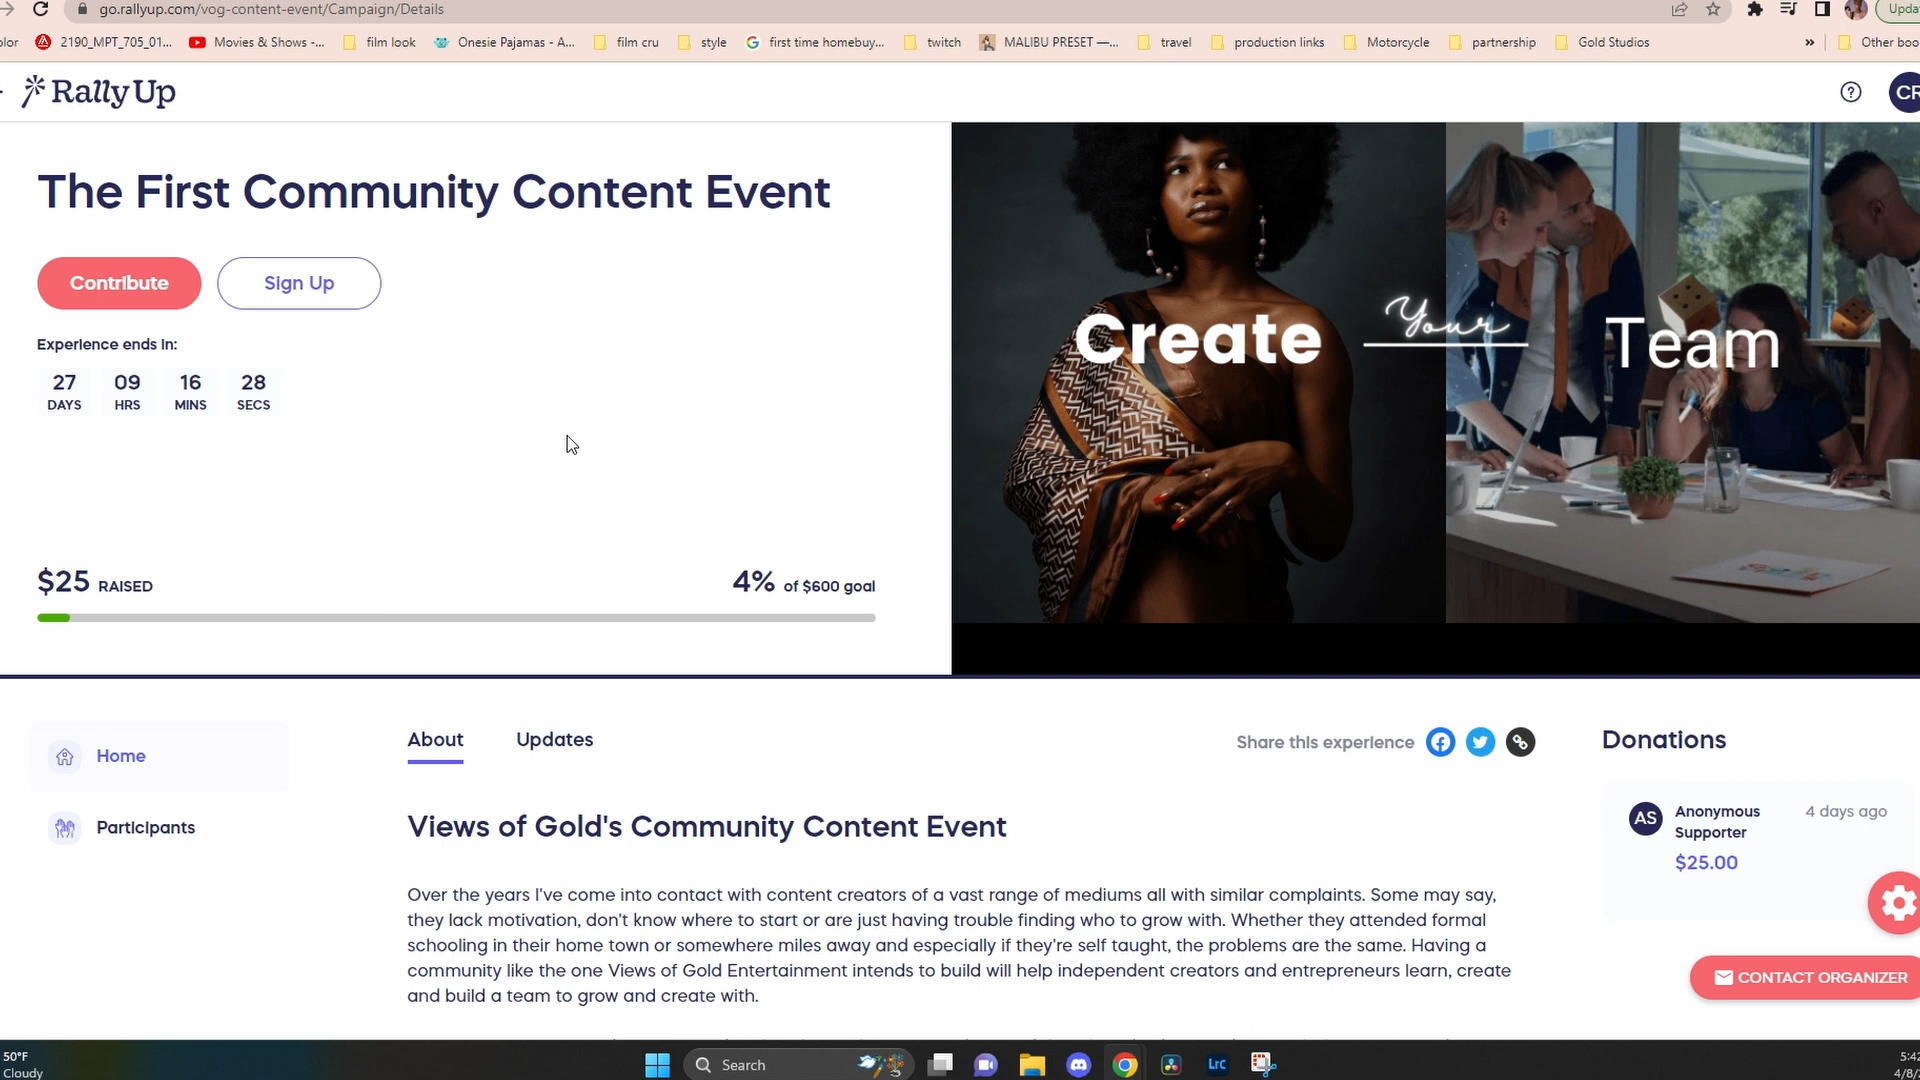 go.rallyup.com/vog-content-event/Campaign/Details
Upda
olor
2190_MPT_705_01...
Movies & Shows -...
film look
Onesie Pajamas - A...
film cru
style
first time homebuy...
twitch
MALIBU PRESET —...
travel
production links
Motorcycle
partnership
Gold Studios
»
Other boo
Rally Up
CR
The First Community Content Event
Contribute
Sign Up
Experience ends in:
27 09 16 28
DAYS HRS MINS SECS
Create Your Team
$25 RAISED
4% of $600 goal
Home
Participants
About
Updates
Share this experience
Donations
Views of Gold's Community Content Event
Over the years I've come into contact with content creators of a vast range of mediums all with similar complaints. Some may say,
they lack motivation, don't know where to start or are just having trouble finding who to grow with. Whether they attended formal
schooling in their home town or somewhere miles away and especially if they're self taught, the problems are the same. Having a
community like the one Views of Gold Entertainment intends to build will help independent creators and entrepreneurs learn, create
and build a team to grow and create with.
AS
Anonymous
Supporter
4 days ago
$25.00
CONTACT ORGANIZER
50°F
Cloudy
Search
Lrc
5:42
4/8/